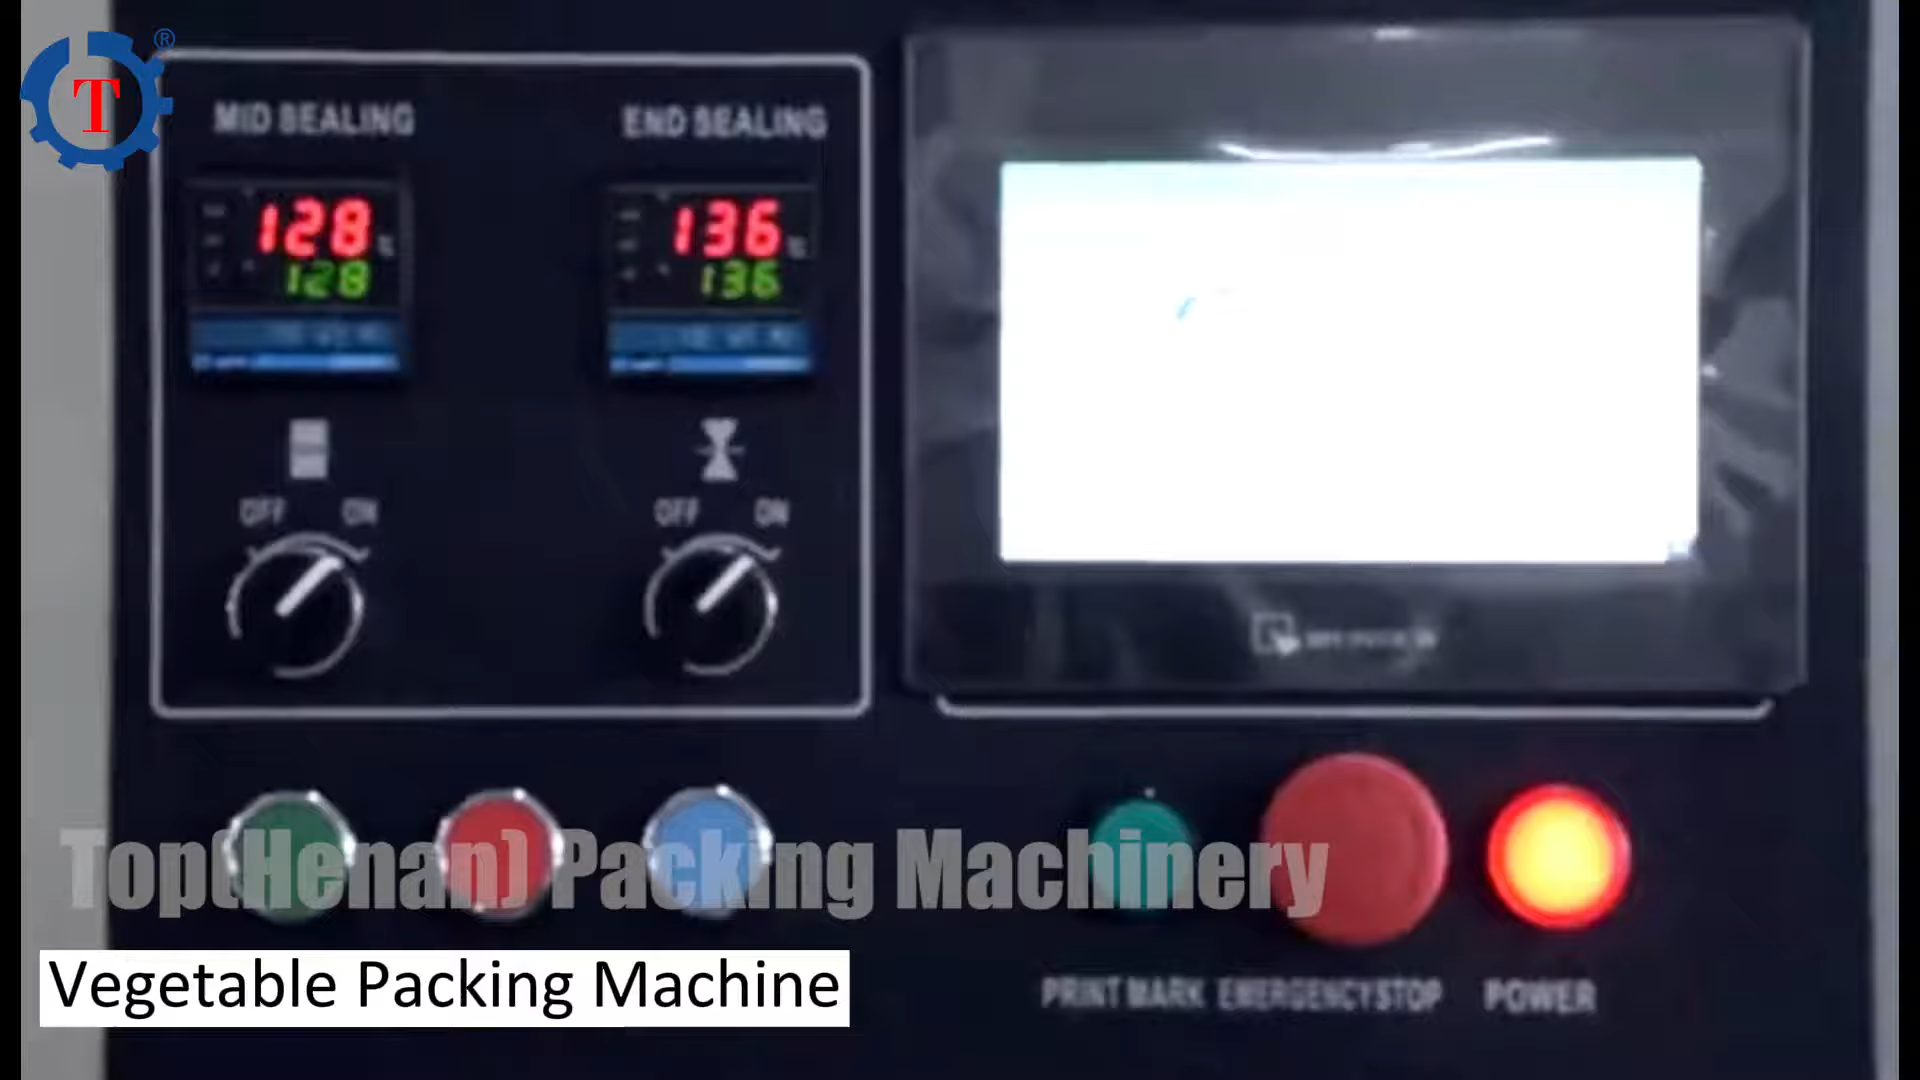 ®
T
MID SEALING
END SEALING
128
128
136
136
OFF ON
OFF ON
Top(Henan) Packing Machinery
Vegetable Packing Machine
PRINT MARK EMERGENCYSTOP POWER